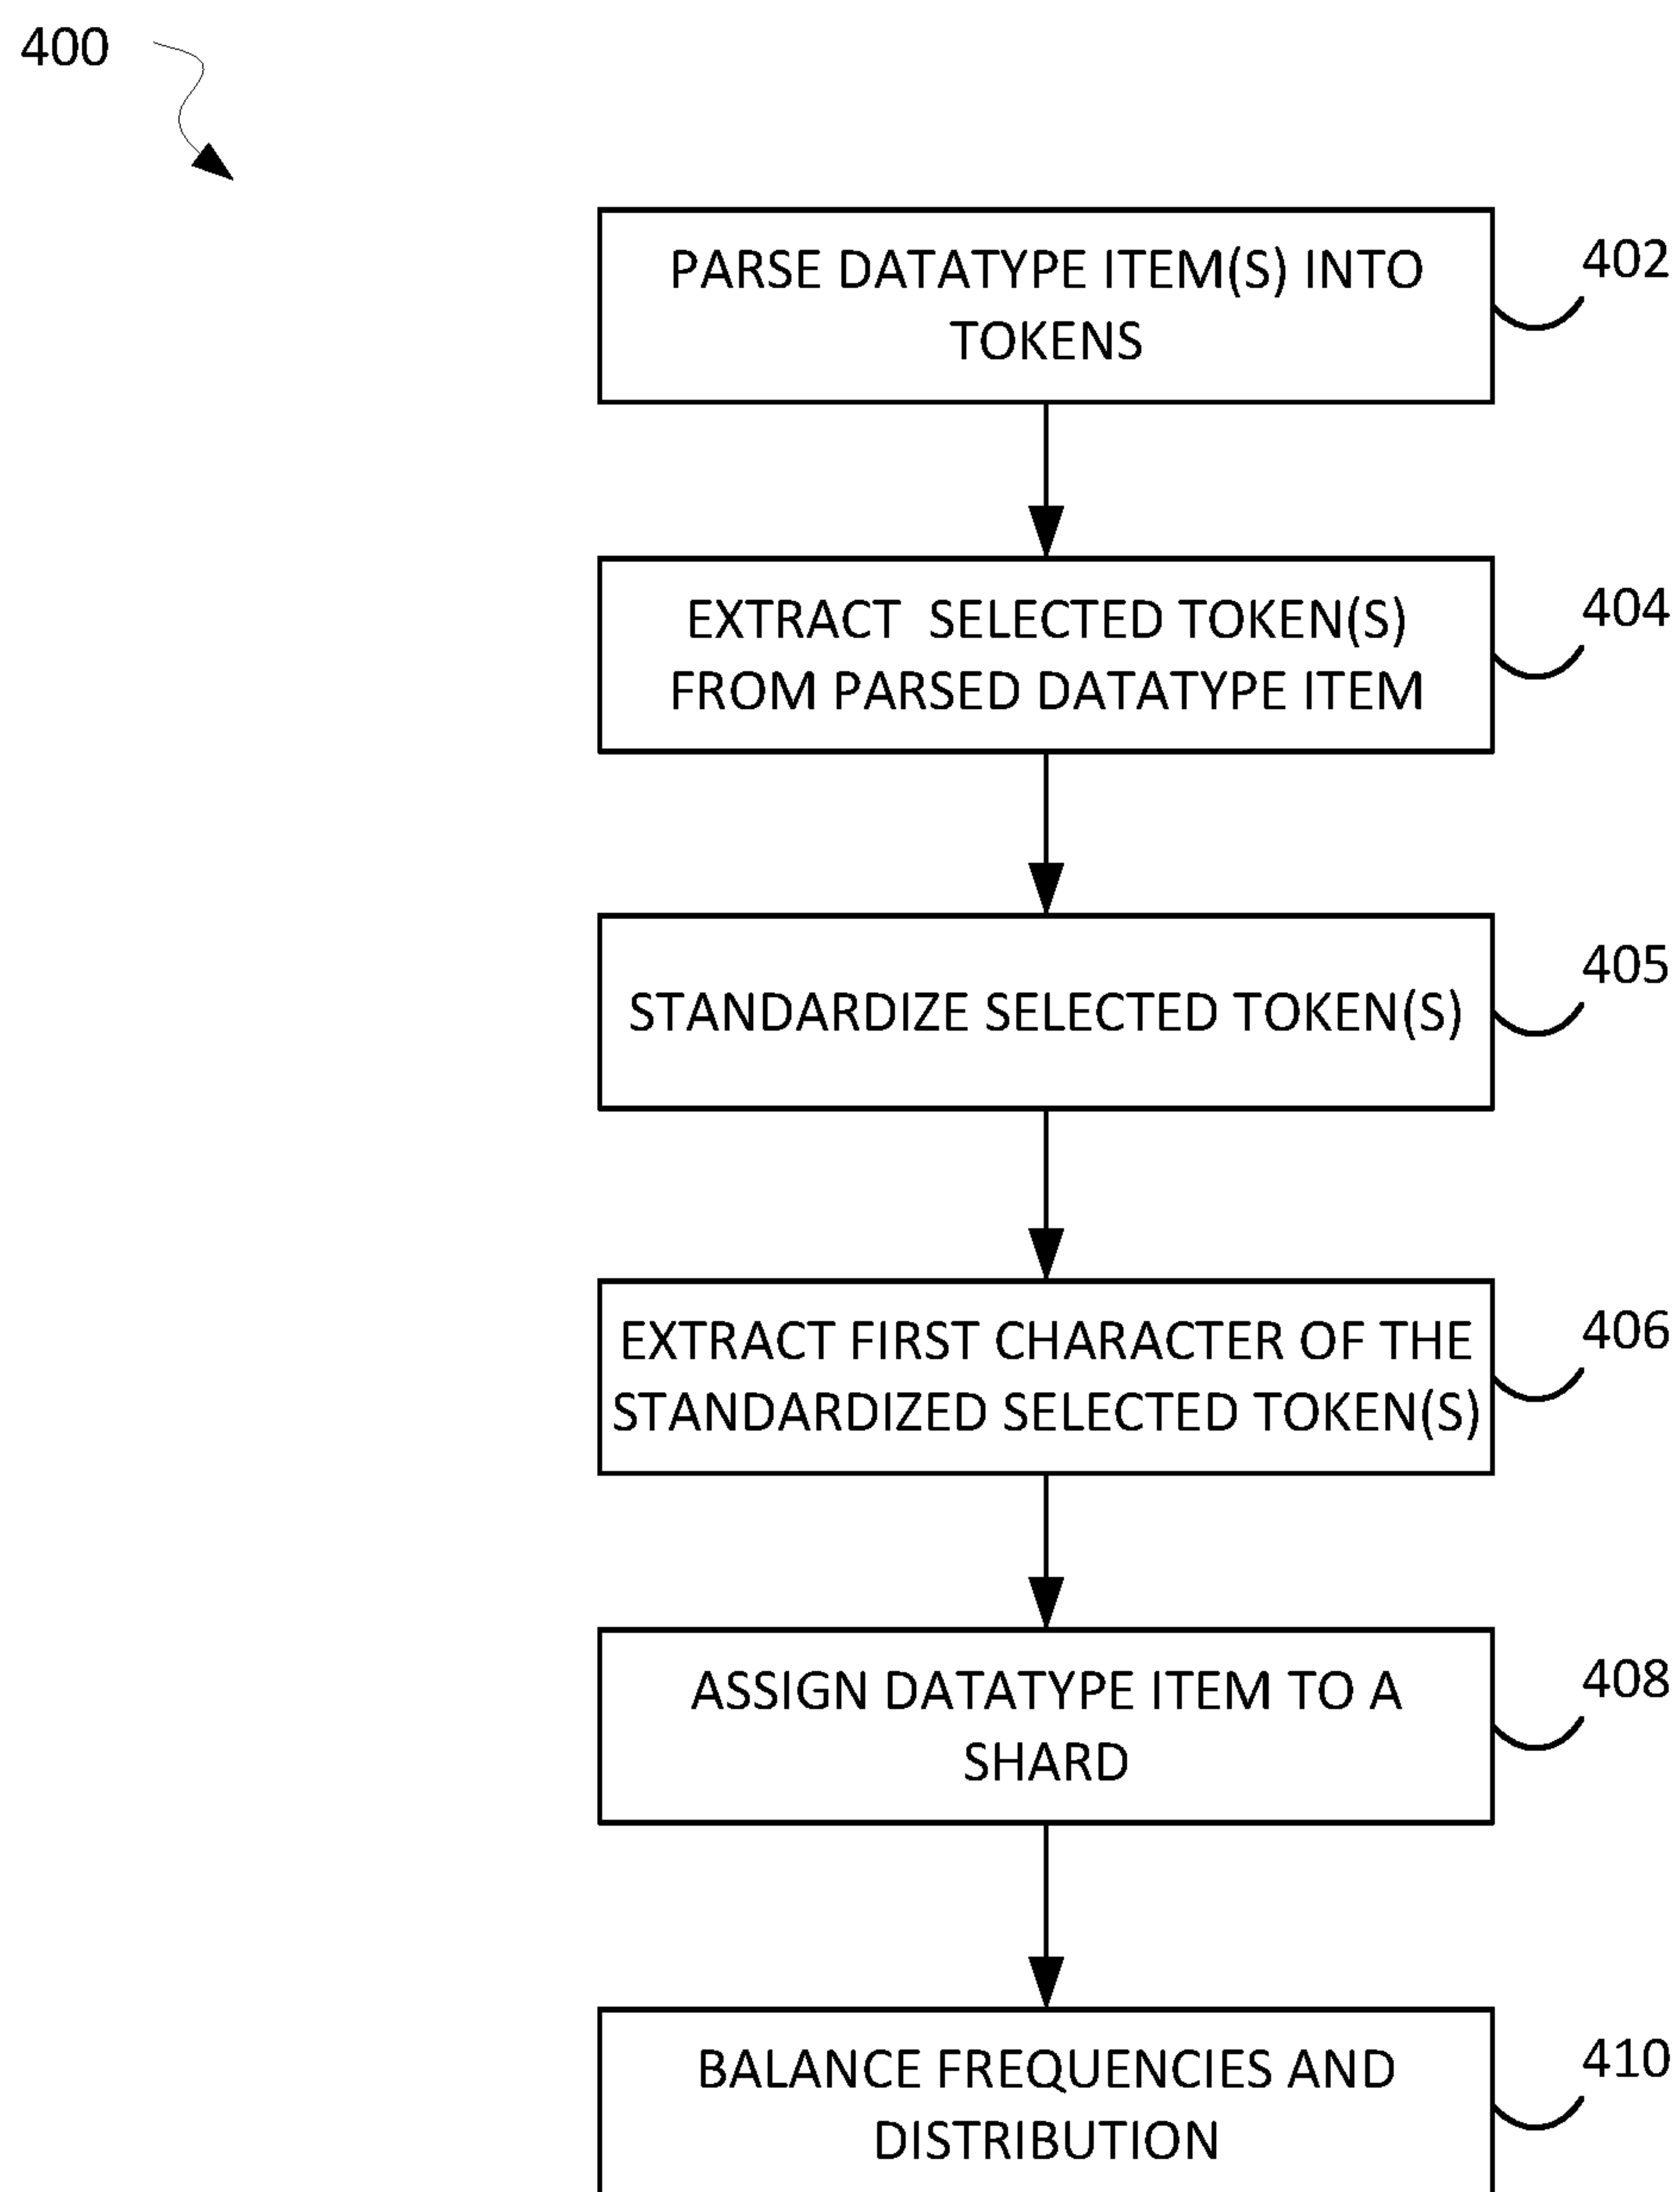 400
PARSE DATATYPE ITEM(S) INTO
TOKENS
402
EXTRACT SELECTED TOKEN(S)
FROM PARSED DATATYPE ITEM
404
STANDARDIZE SELECTED TOKEN(S)
405
EXTRACT FIRST CHARACTER OF THE
STANDARDIZED SELECTED TOKEN(S)
406
ASSIGN DATATYPE ITEM TO A
SHARD
408
BALANCE FREQUENCIES AND
DISTRIBUTION
410